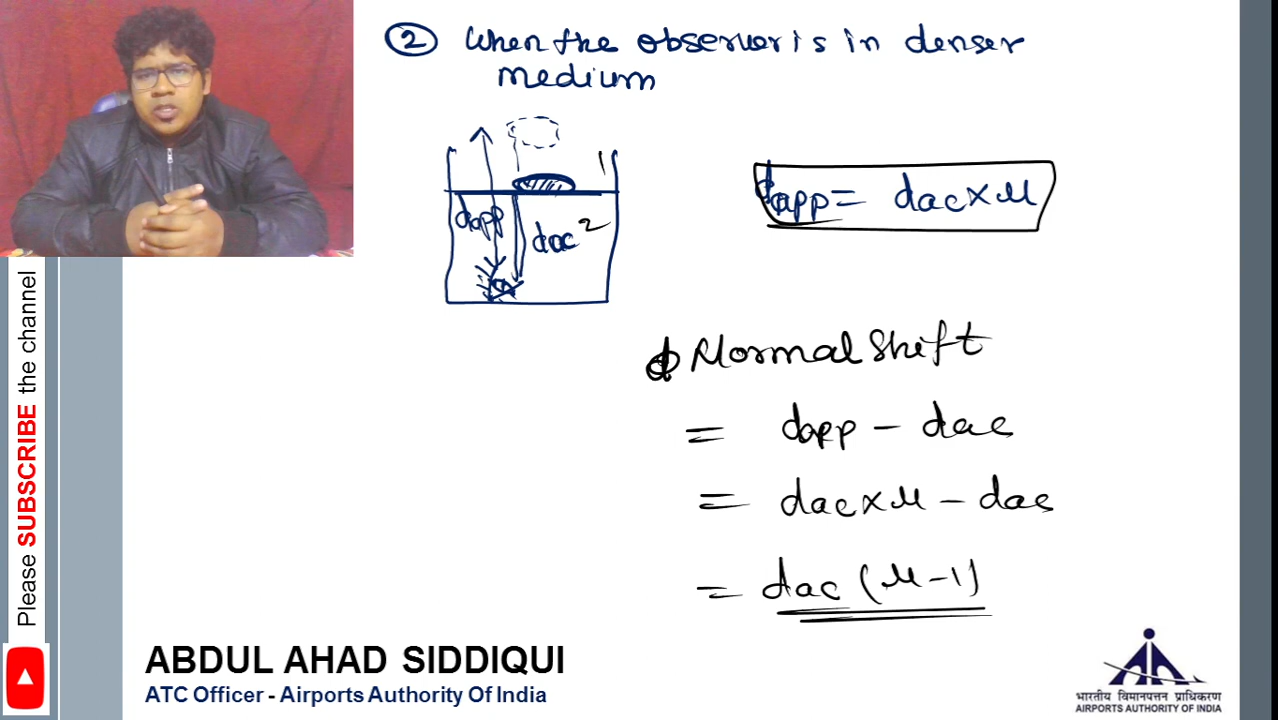 ② When the observer is in denser
medium
dapp
dac
2
dapp = dac×μ
Normal Shift
= dapp - dac
= dac×μ - dac
= dac (μ-1)
Please SUBSCRIBE the channel
ABDUL AHAD SIDDIQUI
ATC Officer - Airports Authority Of India
भारतीय विमानपत्तन प्राधिकरण
AIRPORTS AUTHORITY OF INDIA